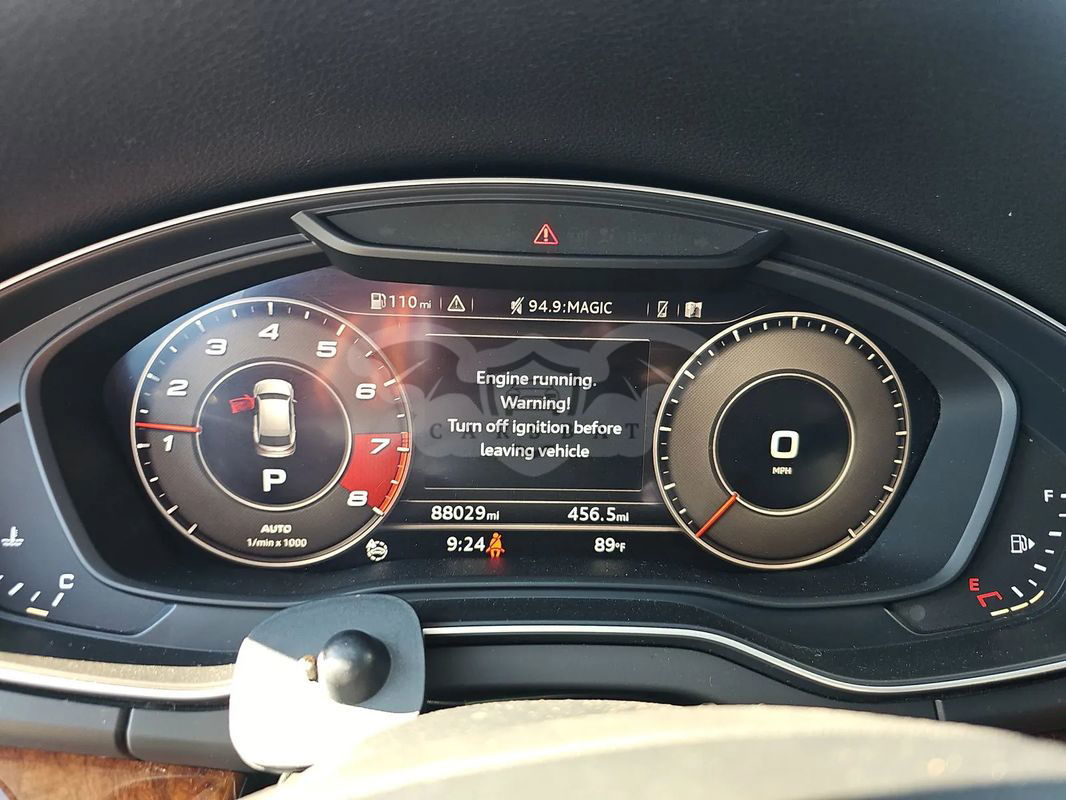 110 mi
94.9:MAGIC
1
2
3
4
5
6
7
8
P
AUTO
1/min x 1000
Engine running.
Warning!
Turn off ignition before
leaving vehicle
CARSBAT
88029mi
456.5mi
9:24
89°F
0
MPH
C
F
E